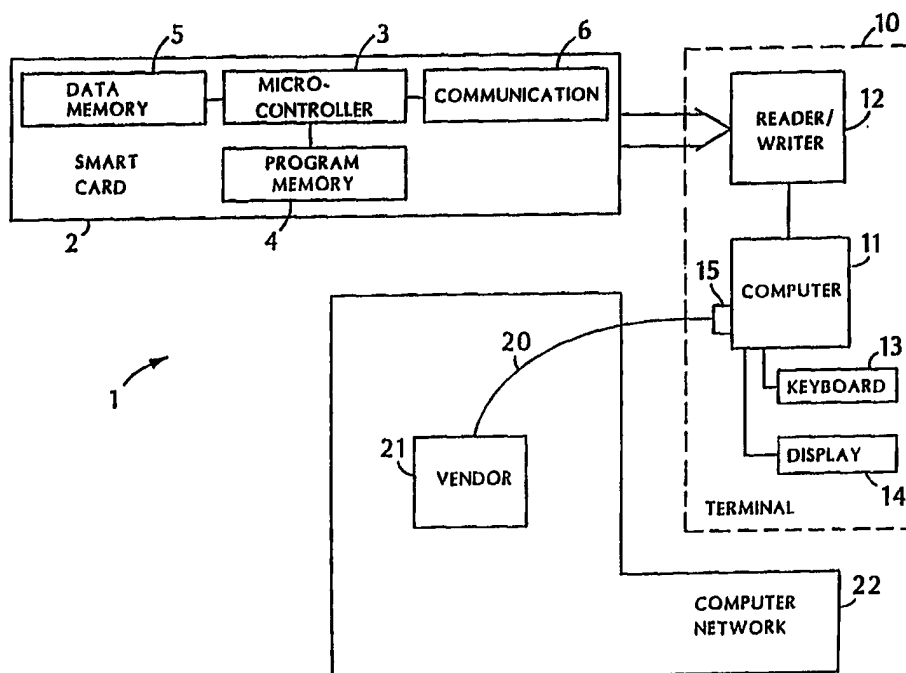 5
3
6
10
DATA
MEMORY
MICRO-
CONTROLLER
COMMUNICATION
READER/
WRITER
12
SMART
CARD
PROGRAM
MEMORY
2
4
11
15
COMPUTER
20
13
KEYBOARD
1
21
VENDOR
DISPLAY
14
TERMINAL
COMPUTER
NETWORK
22